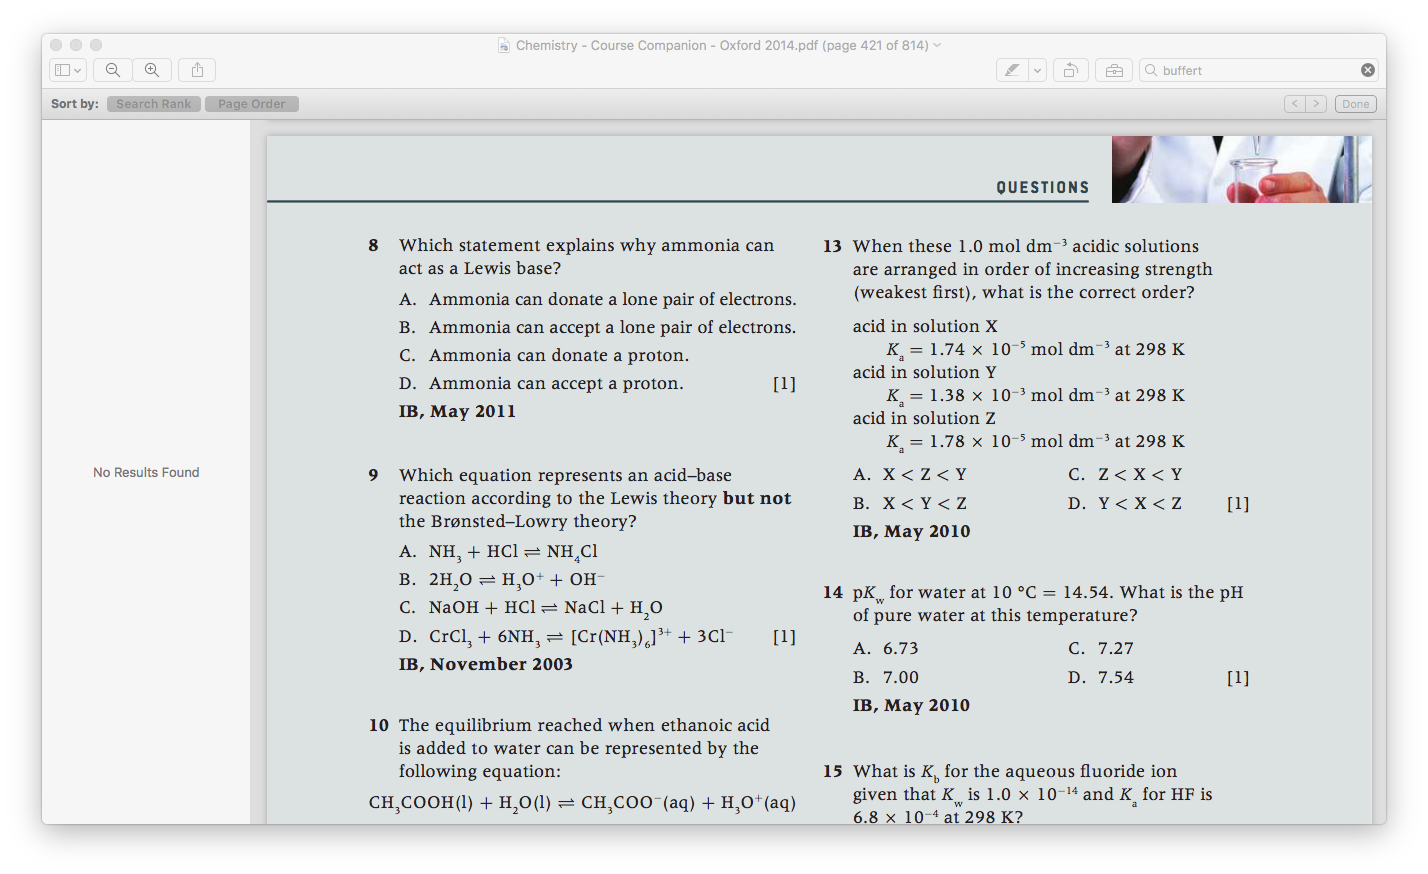 Chemistry - Course Companion - Oxford 2014.pdf (page 421 of 814)
buffert
Sort by: Search Rank Page Order
< > Done
No Results Found
QUESTIONS
8 Which statement explains why ammonia can
act as a Lewis base?
A. Ammonia can donate a lone pair of electrons.
B. Ammonia can accept a lone pair of electrons.
C. Ammonia can donate a proton.
D. Ammonia can accept a proton. [1]
IB, May 2011
9 Which equation represents an acid–base
reaction according to the Lewis theory but not
the Brønsted–Lowry theory?
A. NH₃ + HCl ⇌ NH₄Cl
B. 2H₂O ⇌ H₃O⁺ + OH⁻
C. NaOH + HCl ⇌ NaCl + H₂O
D. CrCl₃ + 6NH₃ ⇌ [Cr(NH₃)₆]³⁺ + 3Cl⁻ [1]
IB, November 2003
10 The equilibrium reached when ethanoic acid
is added to water can be represented by the
following equation:
CH₃COOH(l) + H₂O(l) ⇌ CH₃COO⁻(aq) + H₃O⁺(aq)
13 When these 1.0 mol dm⁻³ acidic solutions
are arranged in order of increasing strength
(weakest first), what is the correct order?
acid in solution X
Kₐ = 1.74 × 10⁻⁵ mol dm⁻³ at 298 K
acid in solution Y
Kₐ = 1.38 × 10⁻³ mol dm⁻³ at 298 K
acid in solution Z
Kₐ = 1.78 × 10⁻⁵ mol dm⁻³ at 298 K
A. X < Z < Y C. Z < X < Y
B. X < Y < Z D. Y < X < Z [1]
IB, May 2010
14 pK_w for water at 10 °C = 14.54. What is the pH
of pure water at this temperature?
A. 6.73 C. 7.27
B. 7.00 D. 7.54 [1]
IB, May 2010
15 What is K_b for the aqueous fluoride ion
given that K_w is 1.0 × 10⁻¹⁴ and Kₐ for HF is
6.8 × 10⁻⁴ at 298 K?